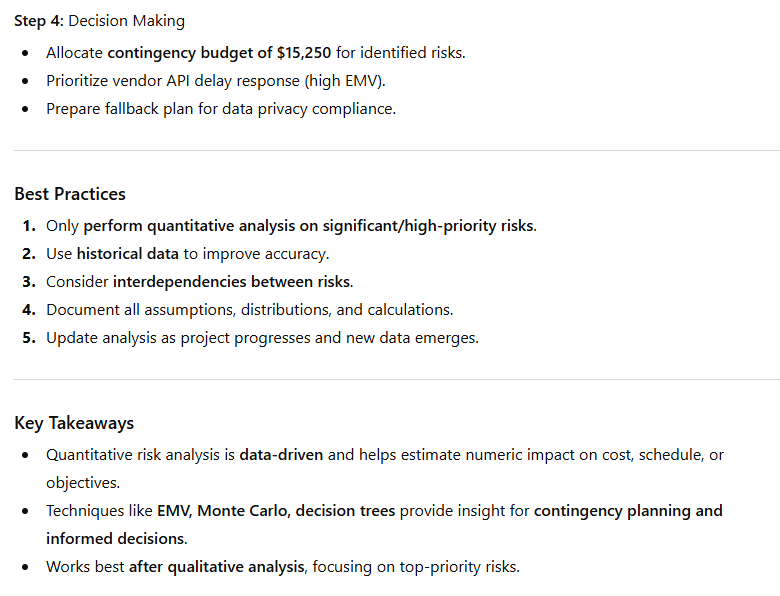 Step 4: Decision Making
• Allocate contingency budget of $15,250 for identified risks.
• Prioritize vendor API delay response (high EMV).
• Prepare fallback plan for data privacy compliance.
Best Practices
1. Only perform quantitative analysis on significant/high-priority risks.
2. Use historical data to improve accuracy.
3. Consider interdependencies between risks.
4. Document all assumptions, distributions, and calculations.
5. Update analysis as project progresses and new data emerges.
Key Takeaways
• Quantitative risk analysis is data-driven and helps estimate numeric impact on cost, schedule, or
objectives.
• Techniques like EMV, Monte Carlo, decision trees provide insight for contingency planning and
informed decisions.
• Works best after qualitative analysis, focusing on top-priority risks.